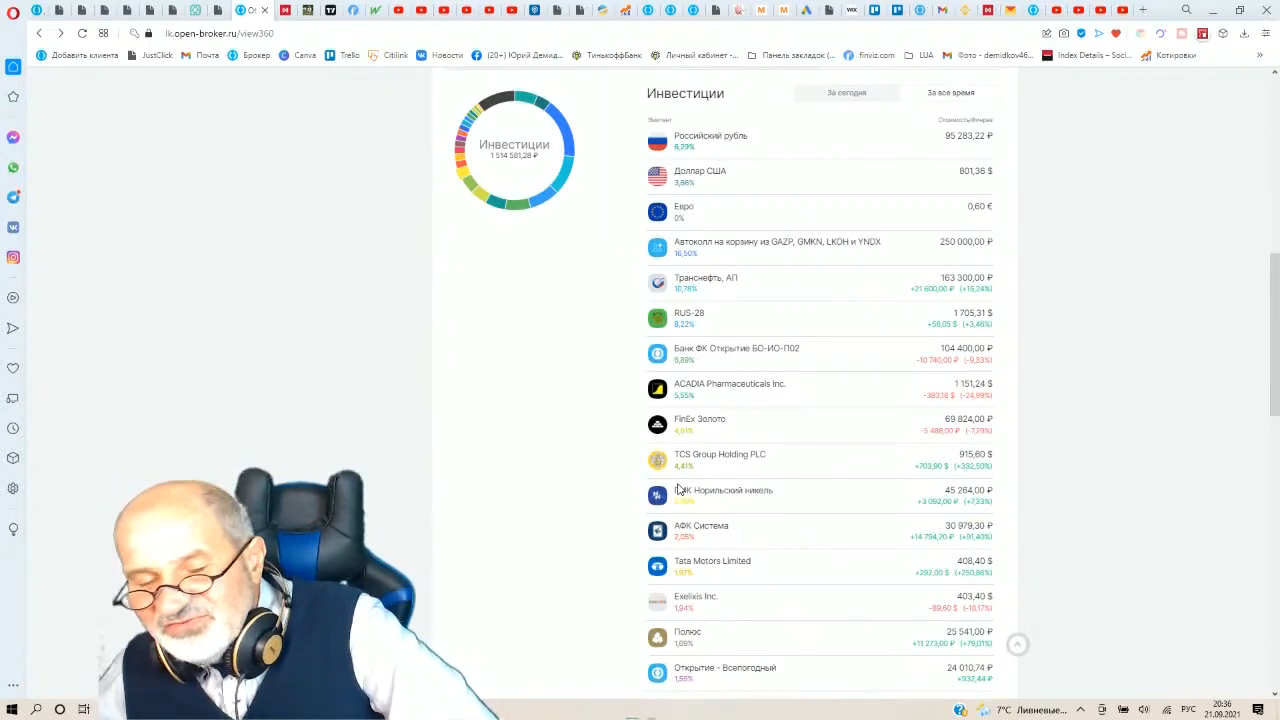 lk.open-broker.ru/view360
Добавить клиента
JustClick
Почта
Брокер
Canva
Trello
Citilink
Новости
(20+) Юрий Демид...
ТинькоффБанк
Личный кабинет -...
Панель закладок (...
finviz.com
LUA
Фото - demidkov46...
Index Details – Soci...
Котировки
Инвестиции
1 514 581,28 ₽
Инвестиции
За сегодня
За все время
Эмитент
Стоимость/Финрез
Российский рубль
95 283,22 ₽
6,29%
Доллар США
801,36 $
3,86%
Евро
0,60 €
0%
Автоколл на корзину из GAZP, GMKN, LKOH и YNDX
250 000,00 ₽
16,50%
Транснефть, АП
163 300,00 ₽
10,78%
+21 600,00 ₽ (+15,24%)
RUS-28
1 705,31 $
8,22%
+58,05 $ (+3,46%)
Банк ФК Открытие БО-ИО-П02
104 400,00 ₽
6,89%
-10 740,00 ₽ (-9,33%)
ACADIA Pharmaceuticals Inc.
1 151,24 $
5,55%
-383,18 $ (-24,99%)
FinEx Золото
69 824,00 ₽
4,61%
-5 488,00 ₽ (-7,29%)
TCS Group Holding PLC
915,60 $
4,41%
+703,90 $ (+332,50%)
Норильский никель
45 264,00 ₽
+3 092,00 ₽ (+7,33%)
АФК Система
30 979,30 ₽
2,05%
+14 794,20 ₽ (+91,40%)
Tata Motors Limited
408,40 $
1,97%
+292,00 $ (+250,86%)
Exelixis Inc.
403,40 $
1,94%
-89,60 $ (-18,17%)
Полюс
25 541,00 ₽
1,69%
+11 273,00 ₽ (+79,01%)
Открытие - Всепогодный
24 010,74 ₽
1,59%
+932,44 ₽
7°C Ливневые...
РУС
20:36
21.09.2021